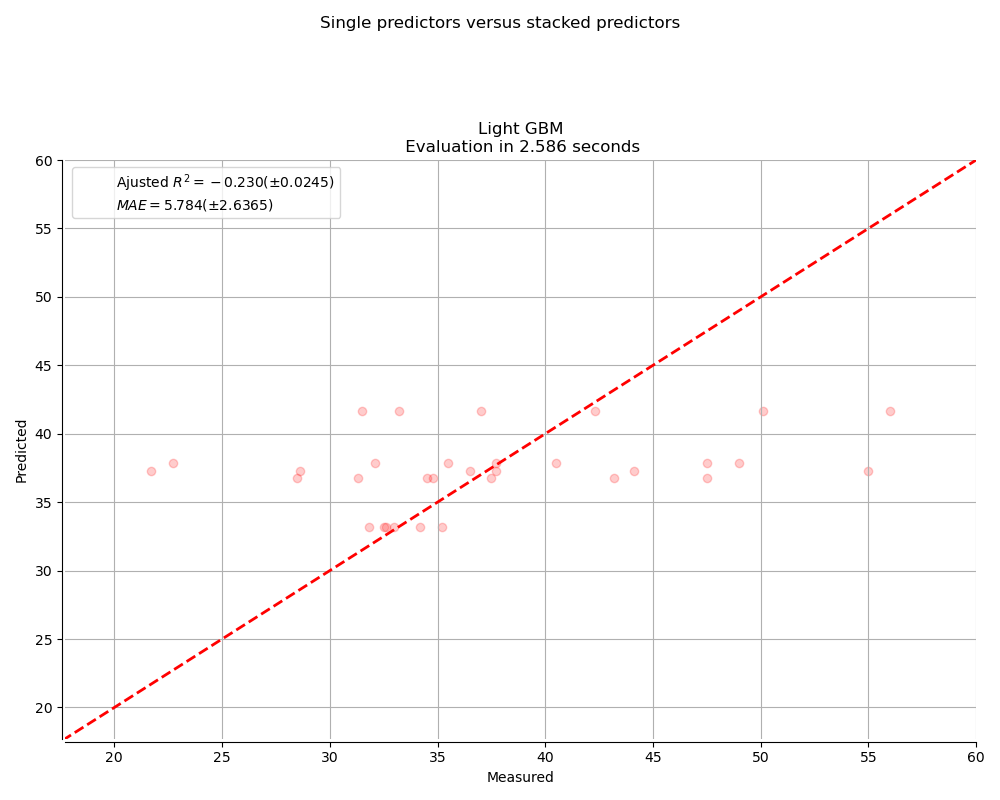 Single predictors versus stacked predictors
Light GBM
Evaluation in 2.586 seconds
Ajusted R² = −0.230(±0.0245)
MAE = 5.784(±2.6365)
60
55
50
45
40
35
30
25
20
Predicted
20 25 30 35 40 45 50 55 60
Measured